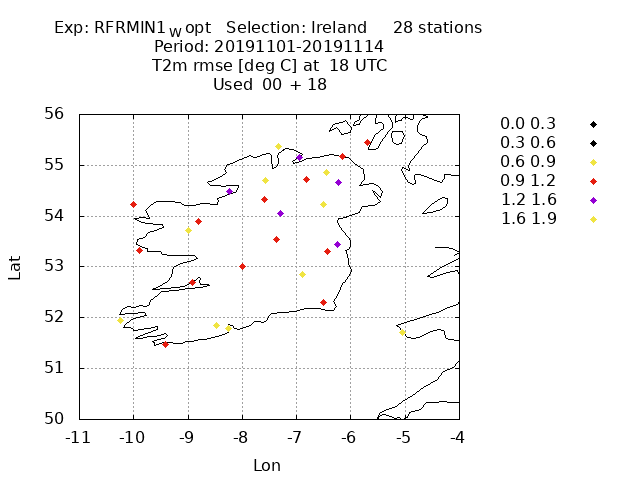 Exp: RFRMIN1 W opt   Selection: Ireland     28 stations
Period: 20191101-20191114
T2m rmse [deg C] at  18 UTC
Used  00 + 18
56
55
54
53
52
51
50
-11 -10 -9 -8 -7 -6 -5 -4
Lat
Lon
0.0 0.3
0.3 0.6
0.6 0.9
0.9 1.2
1.2 1.6
1.6 1.9